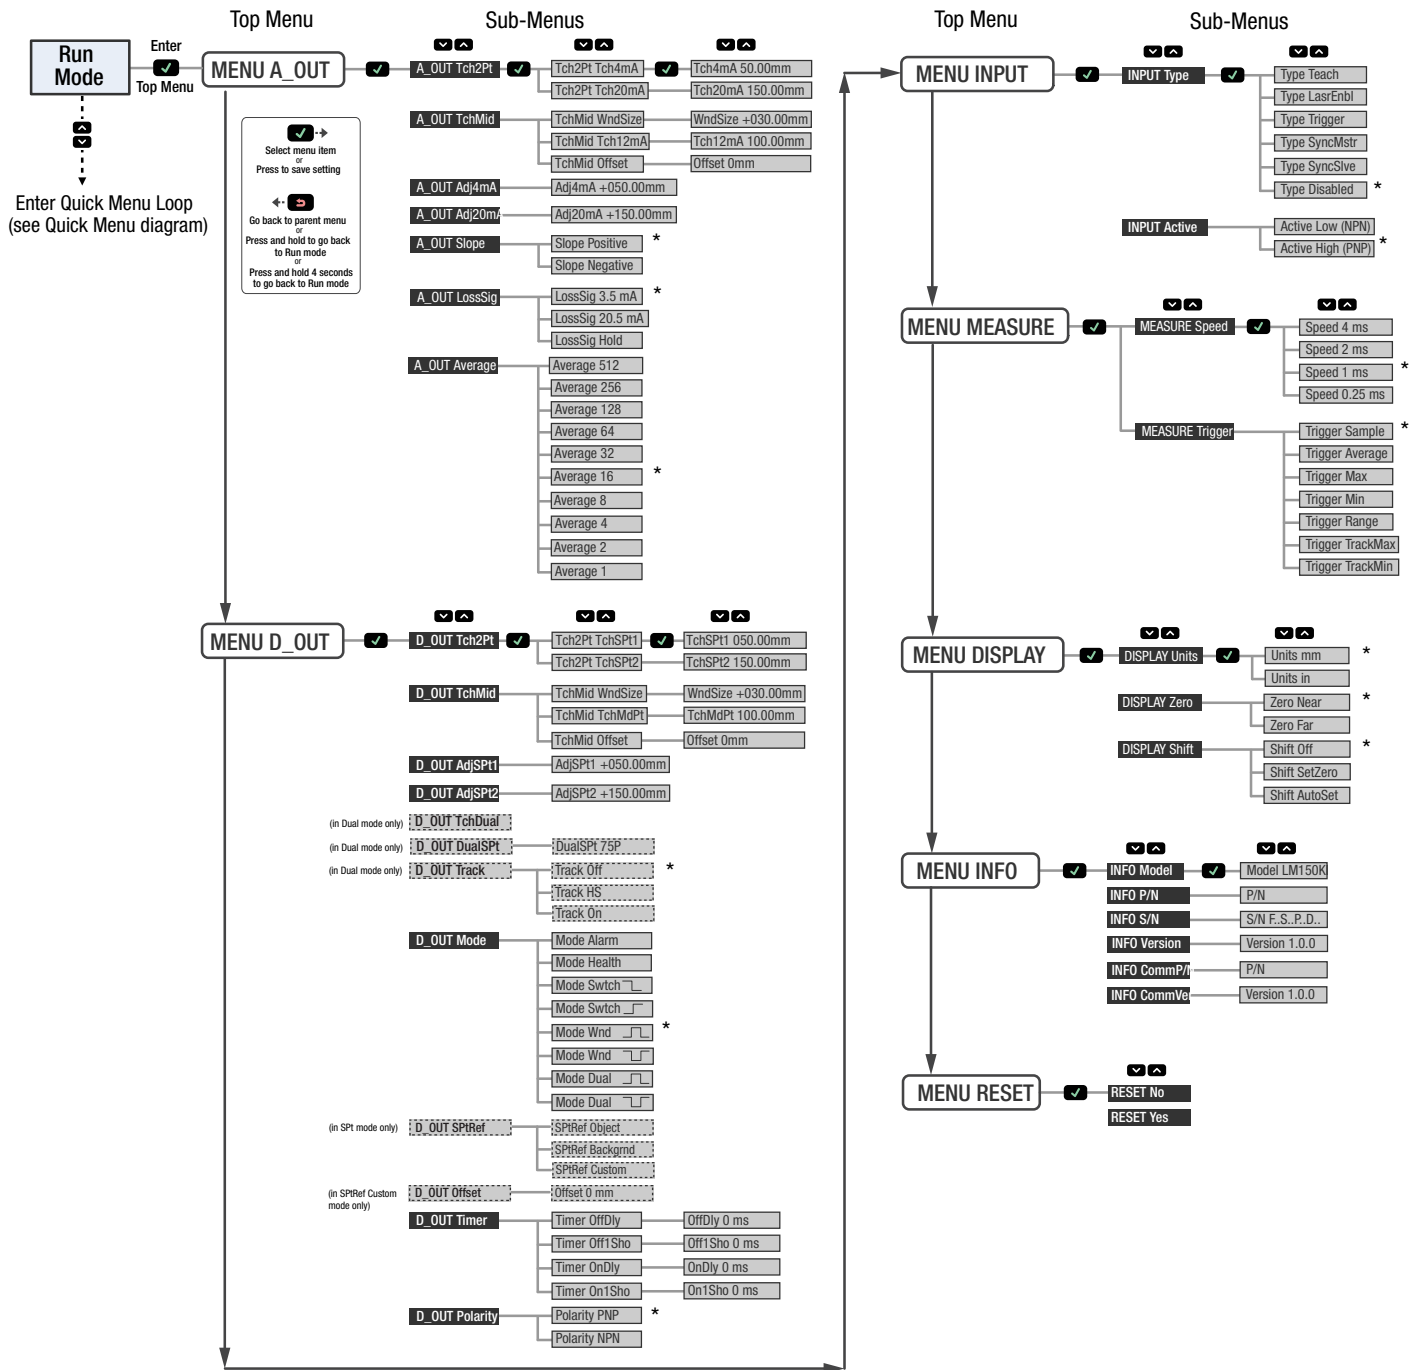 Top Menu
Sub-Menus
Run
Mode
Enter
Top Menu
Enter Quick Menu Loop
(see Quick Menu diagram)
MENU A_OUT
Select menu item
or
Press to save setting
Go back to parent menu
or
Press and hold to go back
to Run mode
or
Press and hold 4 seconds
to go back to Run mode
A_OUT Tch2Pt
Tch2Pt Tch4mA
Tch4mA 50.00mm
Tch2Pt Tch20mA
Tch20mA 150.00mm
A_OUT TchMid
TchMid WndSize
WndSize +030.00mm
TchMid Tch12mA
Tch12mA 100.00mm
TchMid Offset
Offset 0mm
A_OUT Adj4mA
Adj4mA +050.00mm
A_OUT Adj20mA
Adj20mA +150.00mm
A_OUT Slope
Slope Positive *
Slope Negative
A_OUT LossSig
LossSig 3.5 mA *
LossSig 20.5 mA
LossSig Hold
A_OUT Average
Average 512
Average 256
Average 128
Average 64
Average 32
Average 16 *
Average 8
Average 4
Average 2
Average 1
MENU D_OUT
D_OUT Tch2Pt
Tch2Pt TchSPt1
TchSPt1 050.00mm
Tch2Pt TchSPt2
TchSPt2 150.00mm
D_OUT TchMid
TchMid WndSize
WndSize +030.00mm
TchMid TchMdPt
TchMdPt 100.00mm
TchMid Offset
Offset 0mm
D_OUT AdjSPt1
AdjSPt1 +050.00mm
D_OUT AdjSPt2
AdjSPt2 +150.00mm
(in Dual mode only)
D_OUT TchDual
(in Dual mode only)
D_OUT DualSPt
DualSPt 75P
(in Dual mode only)
D_OUT Track
Track Off *
Track HS
Track On
D_OUT Mode
Mode Alarm
Mode Health
Mode Swtch
Mode Swtch
Mode Wnd *
Mode Wnd
Mode Dual
Mode Dual
(in SPt mode only)
D_OUT SPtRef
SPtRef Object
SPtRef Backgrnd
SPtRef Custom
(in SPtRef Custom
mode only)
D_OUT Offset
Offset 0 mm
D_OUT Timer
Timer OffDly
OffDly 0 ms
Timer Off1Sho
Off1Sho 0 ms
Timer OnDly
OnDly 0 ms
Timer On1Sho
On1Sho 0 ms
D_OUT Polarity
Polarity PNP *
Polarity NPN
Top Menu
Sub-Menus
MENU INPUT
INPUT Type
Type Teach
Type LasrEnbl
Type Trigger
Type SyncMstr
Type SyncSlve
Type Disabled *
INPUT Active
Active Low (NPN)
Active High (PNP) *
MENU MEASURE
MEASURE Speed
Speed 4 ms
Speed 2 ms
Speed 1 ms *
Speed 0.25 ms
MEASURE Trigger
Trigger Sample *
Trigger Average
Trigger Max
Trigger Min
Trigger Range
Trigger TrackMax
Trigger TrackMin
MENU DISPLAY
DISPLAY Units
Units mm *
Units in
DISPLAY Zero
Zero Near *
Zero Far
DISPLAY Shift
Shift Off *
Shift SetZero
Shift AutoSet
MENU INFO
INFO Model
Model LM150K
INFO P/N
P/N
INFO S/N
S/N F..S..P..D..
INFO Version
Version 1.0.0
INFO CommP/N
P/N
INFO CommVer
Version 1.0.0
MENU RESET
RESET No
RESET Yes